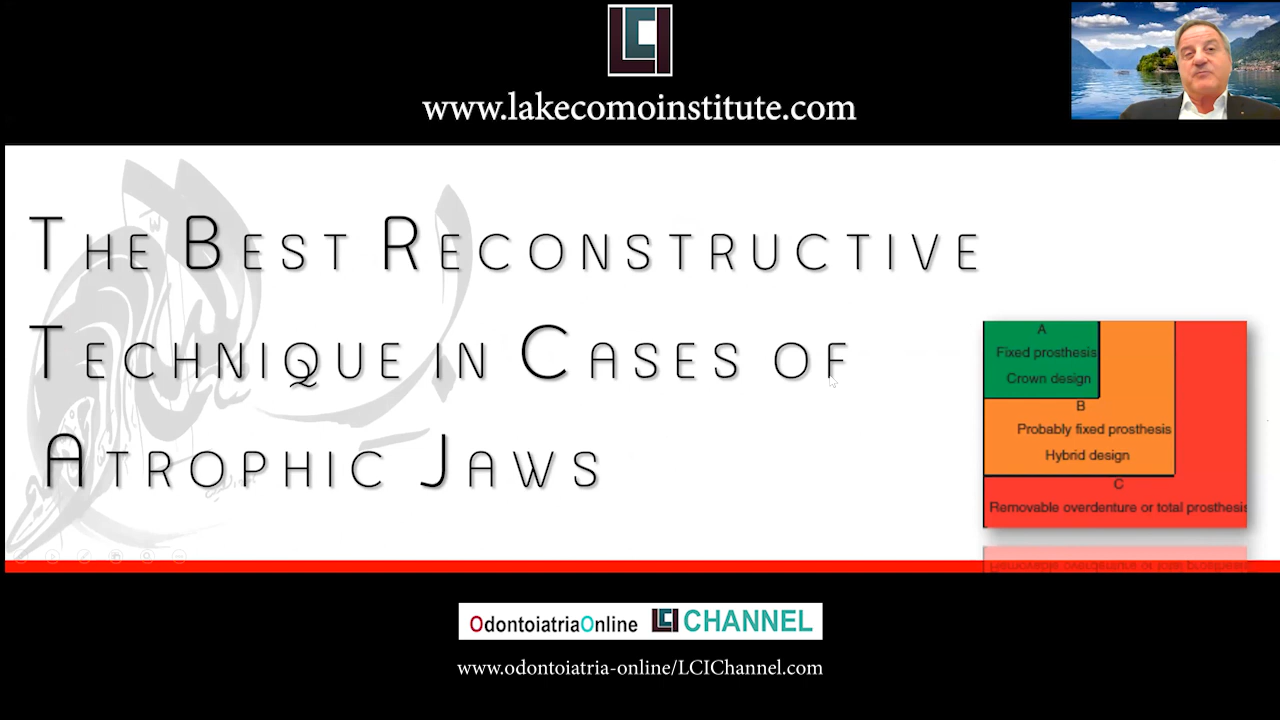 LCI
www.lakecomoinstitute.com
The Best Reconstructive
Technique in Cases of
Atrophic Jaws
A
Fixed prosthesis
Crown design
B
Probably fixed prosthesis
Hybrid design
C
Removable overdenture or total prosthesis
OdontoiatriaOnline LCI CHANNEL
www.odontoiatria-online/LCIChannel.com